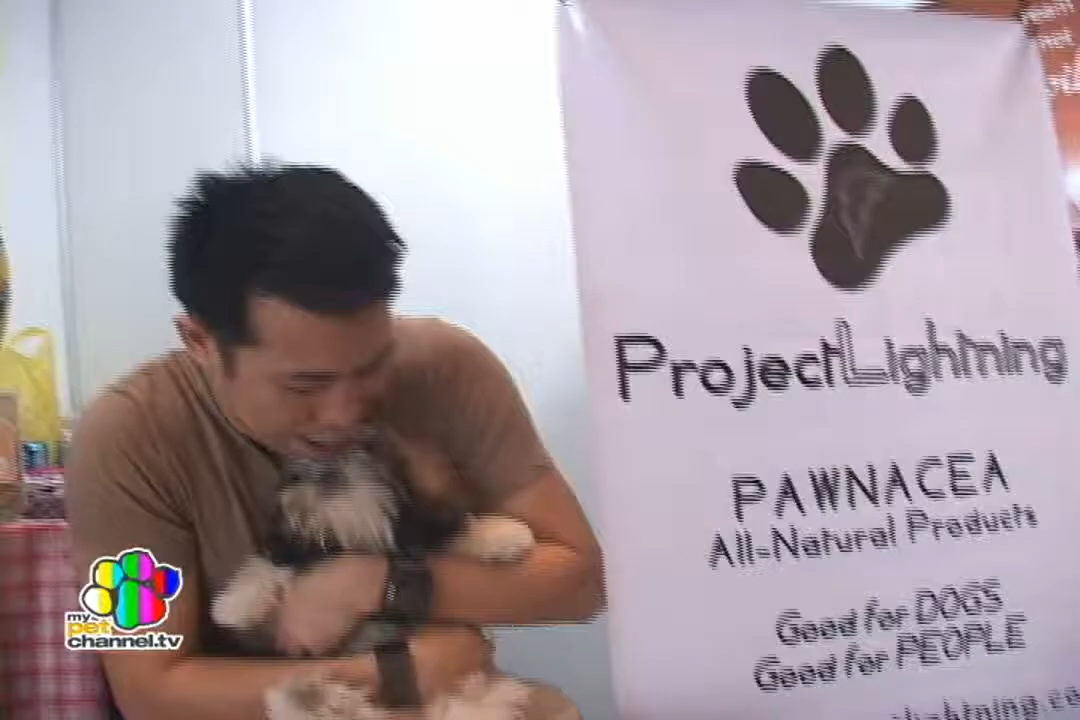 ProjectLightning
PAWNACEA
All-Natural Products
Good for DOGS
Good for PEOPLE
my
pet
channel.tv